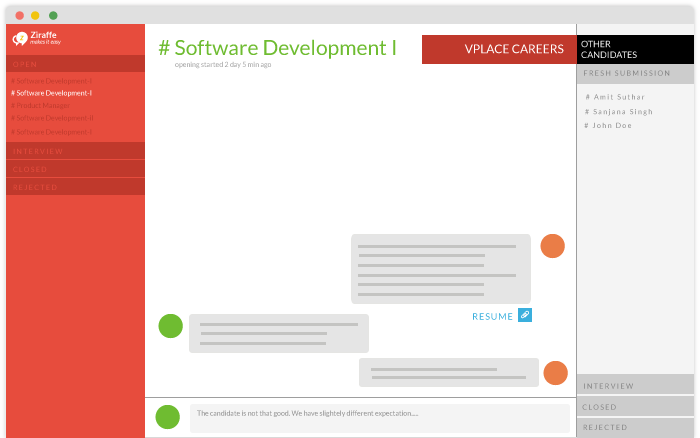 Ziraffe
makes it easy
OPEN
# Software Development-I
# Software Development-I
# Product Manager
# Software Development-II
# Software Development-I
INTERVIEW
CLOSED
REJECTED
# Software Development I
opening started 2 day 5 min ago
VPLACE CAREERS
RESUME
The candidate is not that good. We have slightely different expectation....
OTHER
CANDIDATES
FRESH SUBMISSION
# Amit Suthar
# Sanjana Singh
# John Doe
INTERVIEW
CLOSED
REJECTED